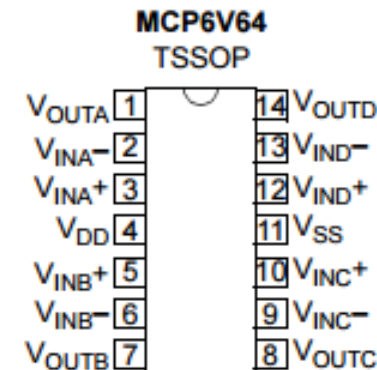 MCP6V64
TSSOP
VOUTA 1 14 VOUTD
VINA– 2 13 VIND–
VINA+ 3 12 VIND+
VDD 4 11 VSS
VINB+ 5 10 VINC+
VINB– 6 9 VINC–
VOUTB 7 8 VOUTC